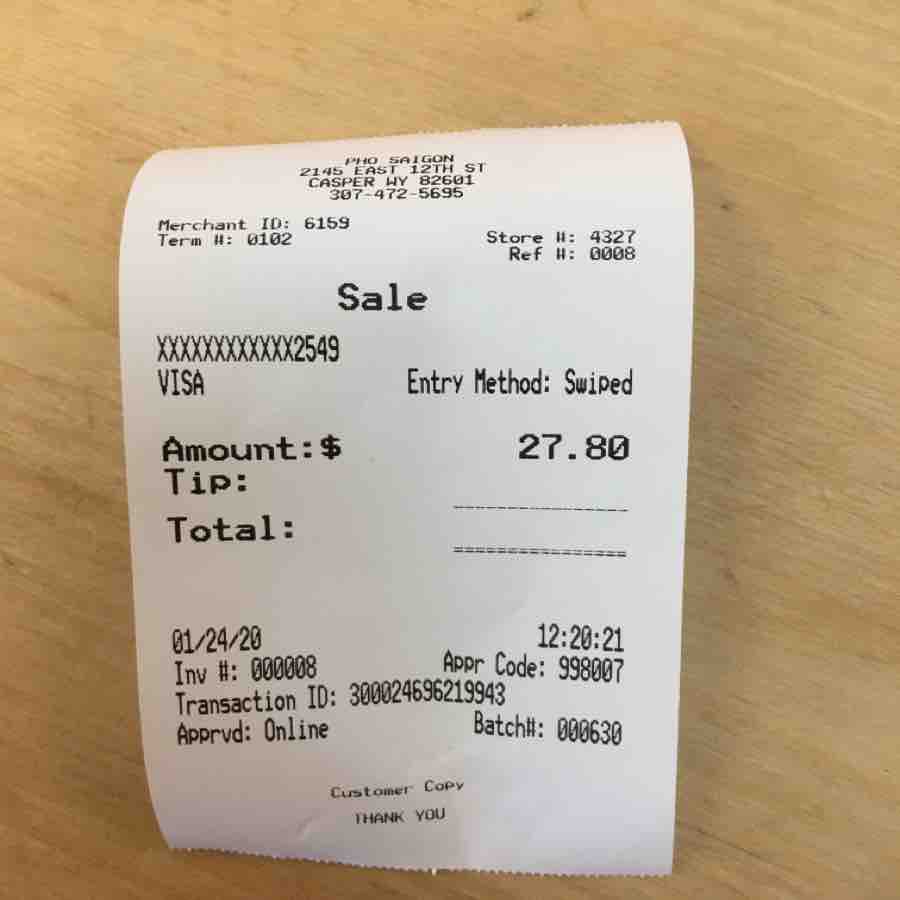 PHO SAIGON
2145 EAST 12TH ST
CASPER WY 82601
307-472-5695
Merchant ID: 6159
Term #: 0102
Store #: 4327
Ref #: 0008
Sale
XXXXXXXXXXXX2549
VISA Entry Method: Swiped
Amount:$ 27.80
Tip:
Total:
01/24/20 12:20:21
Inv #: 000008 Appr Code: 998007
Transaction ID: 300024696219943
Apprvd: Online Batch#: 000630
Customer Copy
THANK YOU